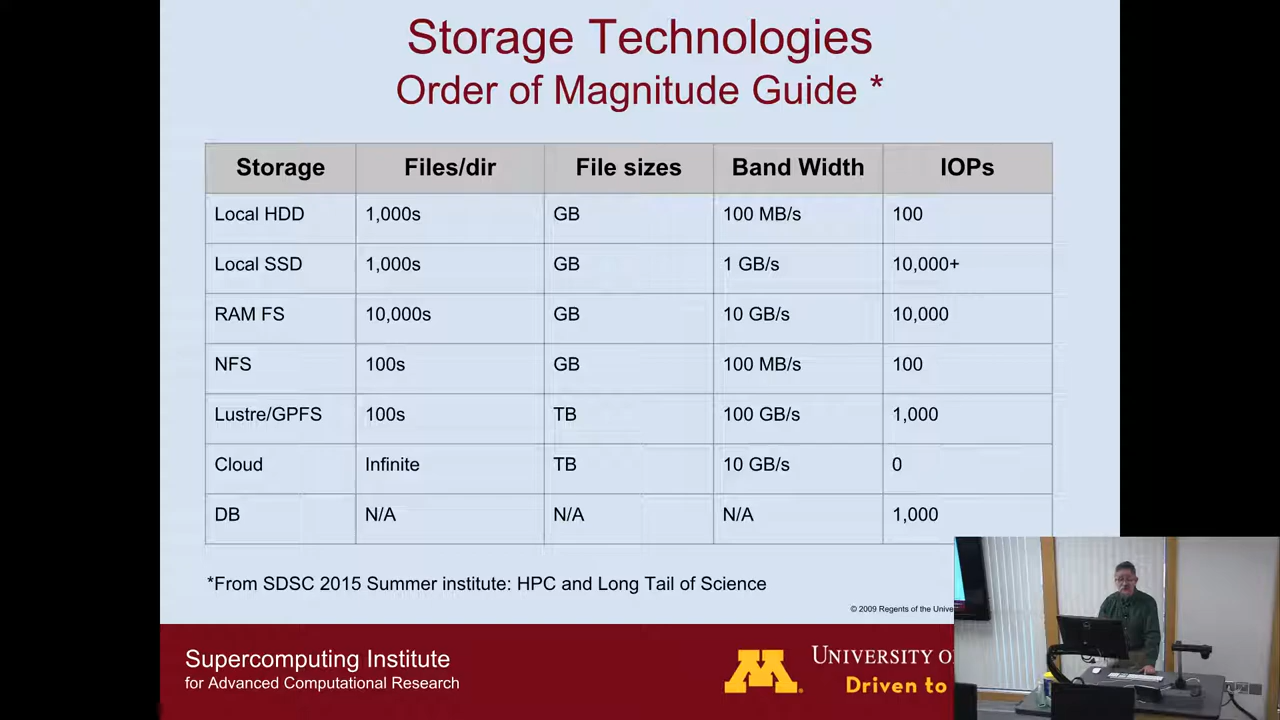 Storage Technologies
Order of Magnitude Guide *
Storage Files/dir File sizes Band Width IOPs
Local HDD 1,000s GB 100 MB/s 100
Local SSD 1,000s GB 1 GB/s 10,000+
RAM FS 10,000s GB 10 GB/s 10,000
NFS 100s GB 100 MB/s 100
Lustre/GPFS 100s TB 100 GB/s 1,000
Cloud Infinite TB 10 GB/s 0
DB N/A N/A N/A 1,000
*From SDSC 2015 Summer institute: HPC and Long Tail of Science
© 2009 Regents of the Unive
Supercomputing Institute
for Advanced Computational Research
M
UNIVERSITY OF
Driven to